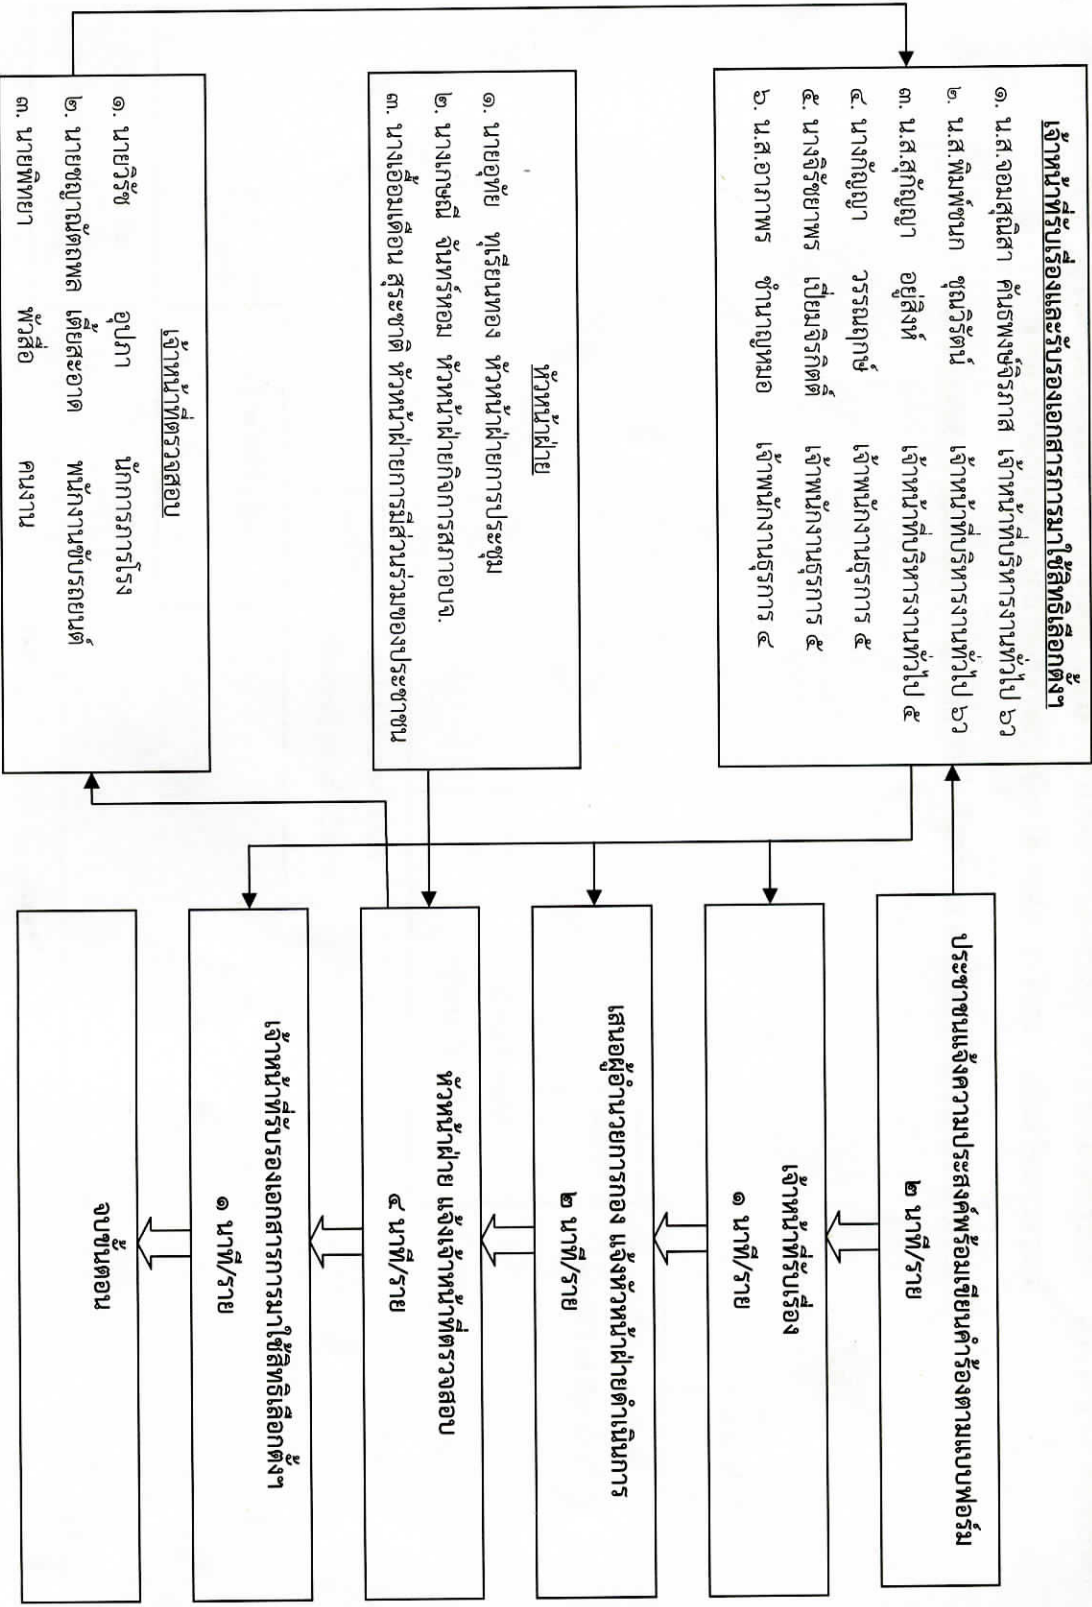 เจ้าหน้าที่รับเรื่องและรับรองเอกสารการมาใช้สิทธิเลือกตั้งฯ
๑. น.ส.จอมสุณิสา คันธพงษ์จิรภาส เจ้าหน้าที่บริหารงานทั่วไป ๖ว
๒. น.ส.พิมพ์ชนก ชุณวิรัตน์ เจ้าหน้าที่บริหารงานทั่วไป ๖ว
๓. น.ส.สุกัญญา อยู่สิงห์ เจ้าหน้าที่บริหารงานทั่วไป ๕
๔. นางกัญญา วรรณฤกษ์ เจ้าพนักงานธุรการ ๕
๕. นางจิรัชยาพร เปี่ยมจิรกิตติ์ เจ้าพนักงานธุรการ ๕
๖. น.ส.อาภาพร ชำนาญหมอ เจ้าพนักงานธุรการ ๔
หัวหน้าฝ่าย
๑. นายอุทัย ทุเรียนทอง หัวหน้าฝ่ายการประชุม
๒. นางเกษณี จันทร์หอม หัวหน้าฝ่ายกิจการสภาอบจ.
๓. นางเอื้อมเดือน สุระชาติ หัวหน้าฝ่ายการมีส่วนร่วมของประชาชน
เจ้าหน้าที่ตรวจสอบ
๑. นายวิรัช อุปภา นักการภารโรง
๒. นายชญาณัตถพล เตี้ยสะอาด พนักงานขับรถยนต์
๓. นายพิทยา พัวสื่อ คนงาน
ประชาชนแจ้งความประสงค์พร้อมเขียนคำร้องตามแบบฟอร์ม
๒ นาที/ราย
เจ้าหน้าที่รับเรื่อง
๑ นาที/ราย
เสนอผู้อำนวยการกอง แจ้งหัวหน้าฝ่ายดำเนินการ
๒ นาที/ราย
หัวหน้าฝ่าย แจ้งเจ้าหน้าที่ตรวจสอบ
๔ นาที/ราย
เจ้าหน้าที่รับรองเอกสารการมาใช้สิทธิเลือกตั้งฯ
๑ นาที/ราย
จบขั้นตอน